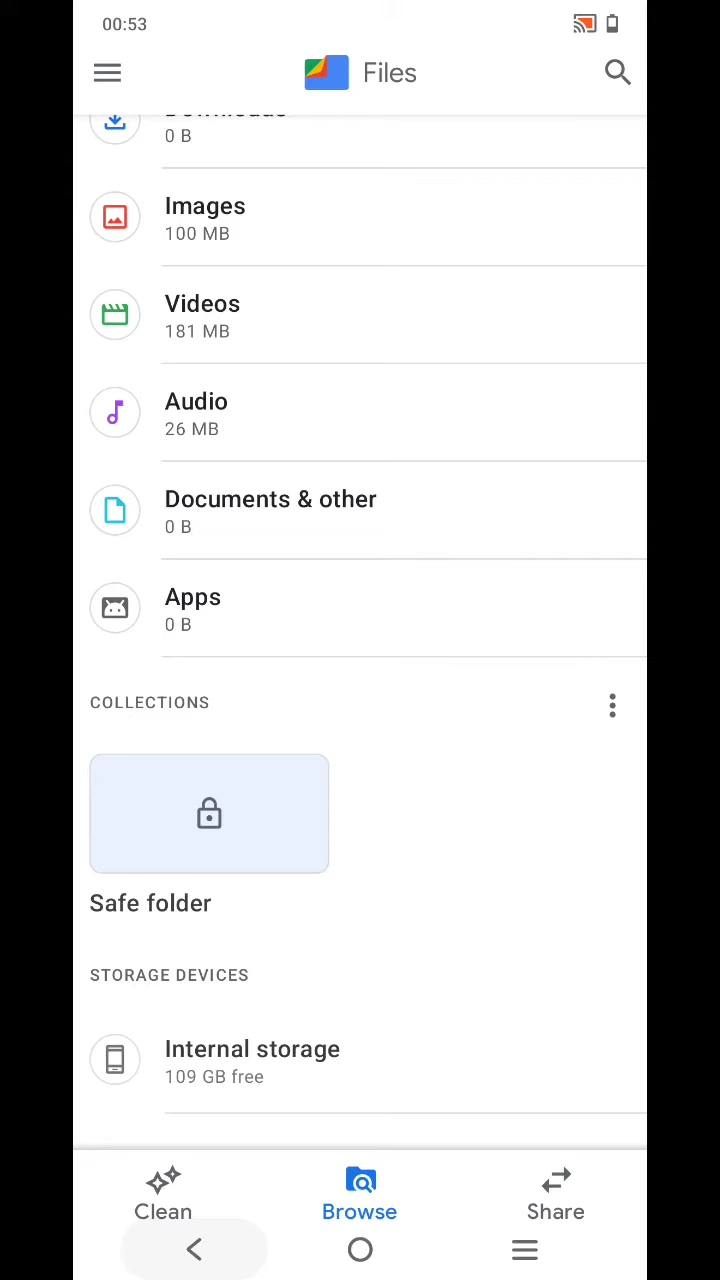 00:53
Files
Downloads
0 B
Images
100 MB
Videos
181 MB
Audio
26 MB
Documents & other
0 B
Apps
0 B
COLLECTIONS
Safe folder
STORAGE DEVICES
Internal storage
109 GB free
Clean
Browse
Share